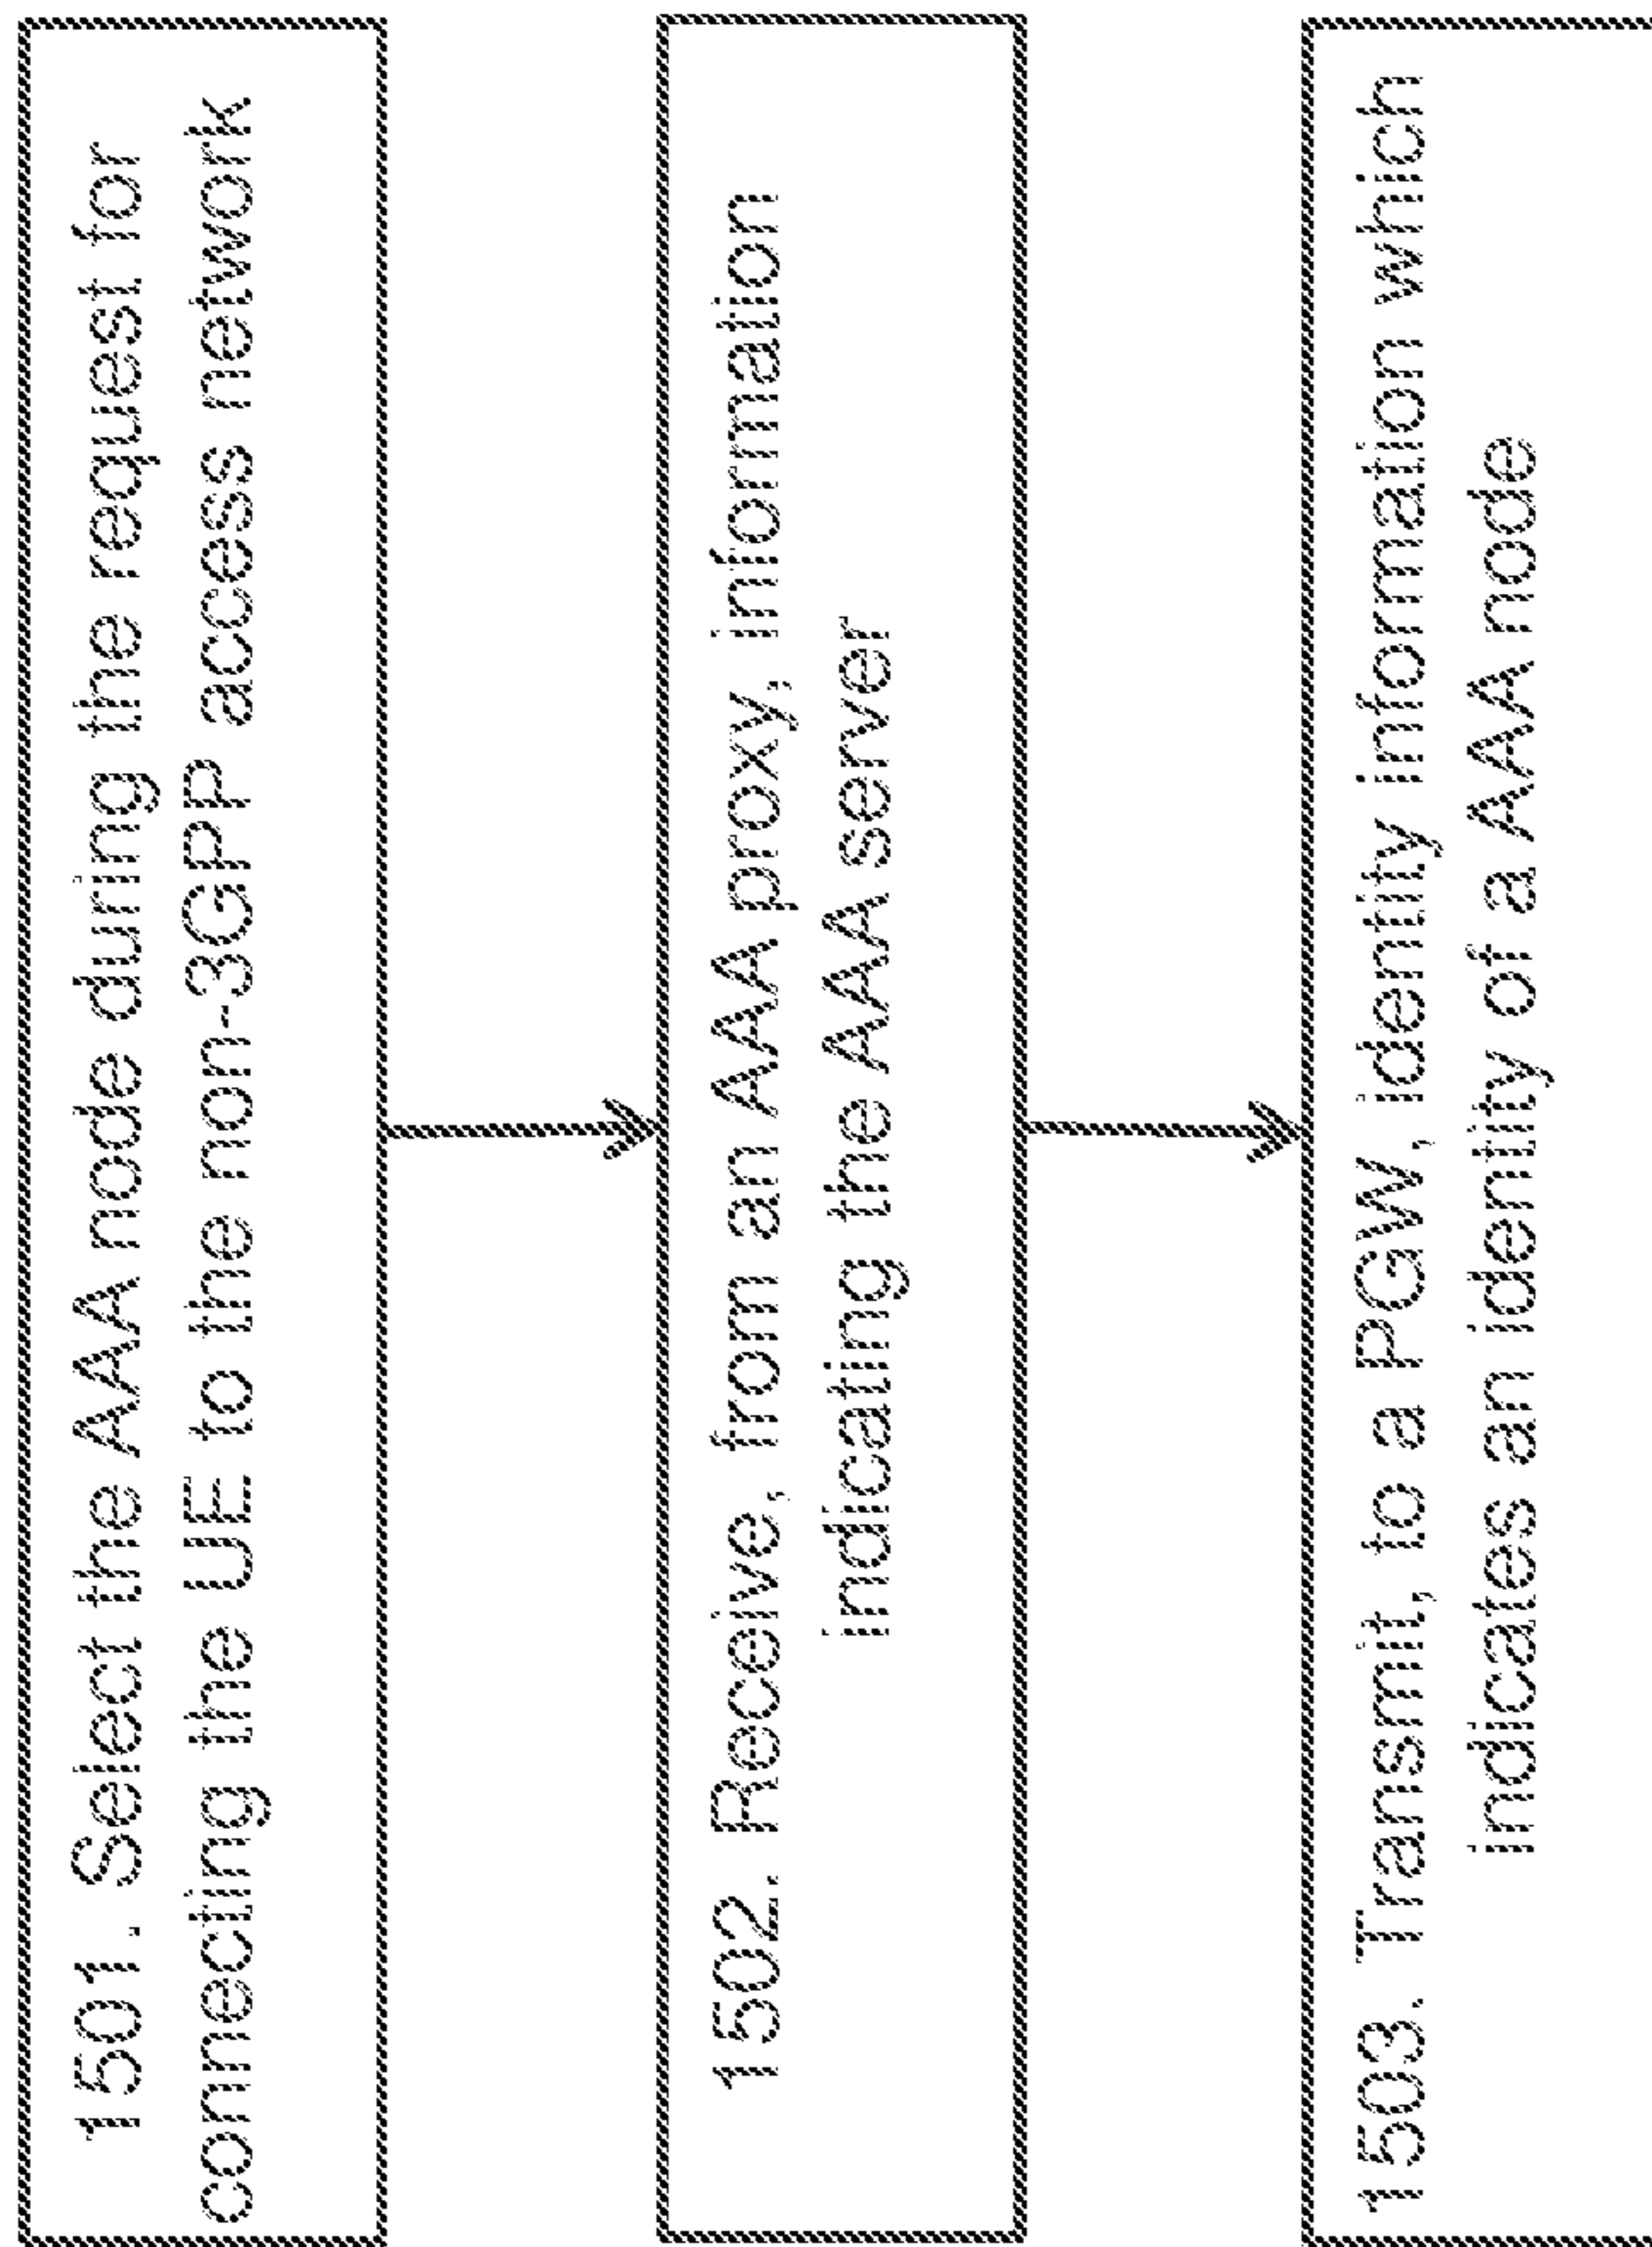 1501. Select the AAA node during the request for
connecting the UE to the non-3GPP access network
1502. Receive, from an AAA proxy, information
indicating the AAA server
1503. Transmit, to a PGW, identity information which
indicates an identity of a AAA node